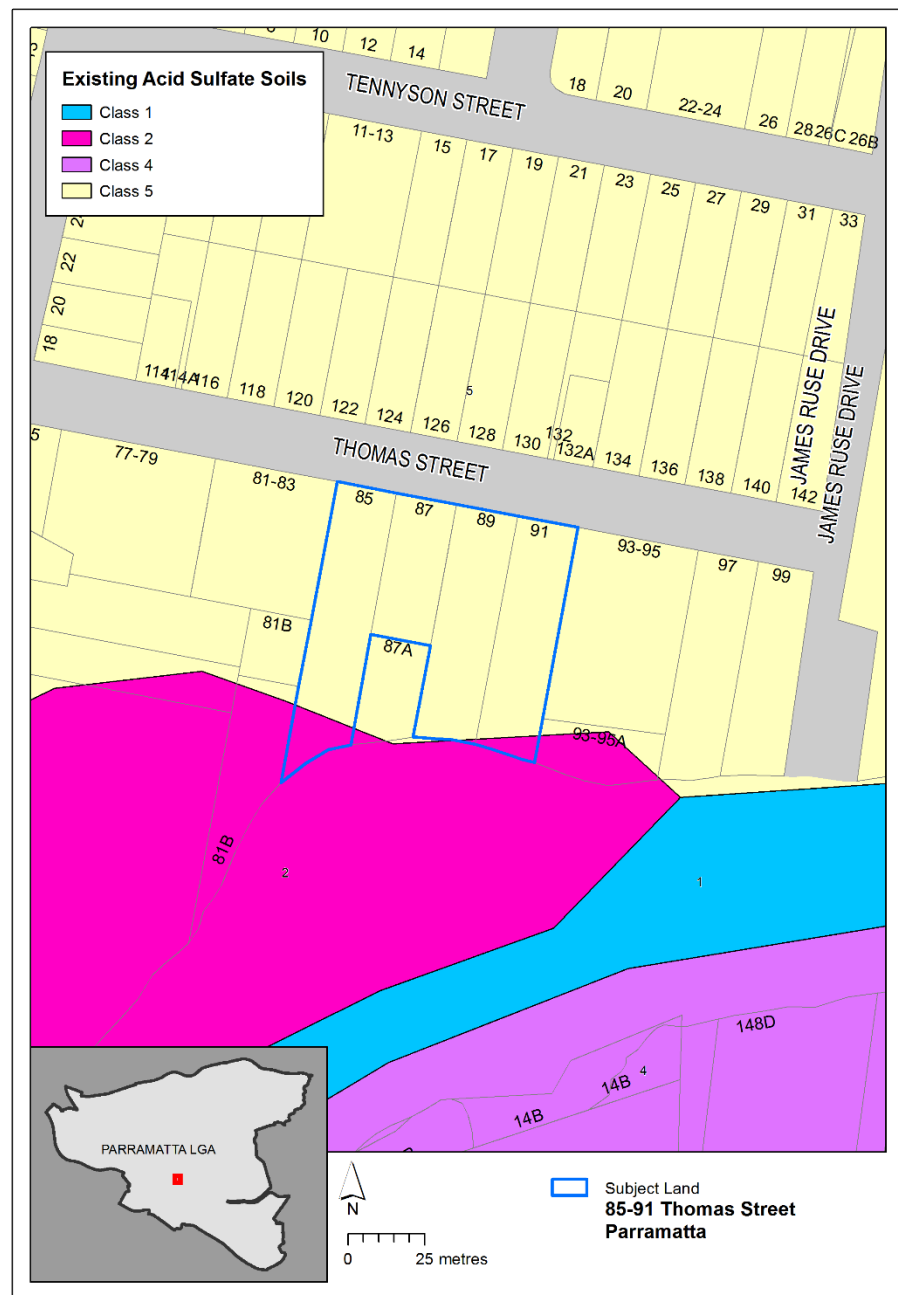 10
12
14
18
20
22-24
26
28
26C
26B
Existing Acid Sulfate Soils
Class 1
Class 2
Class 4
Class 5
TENNYSON STREET
11-13
15
17
19
21
23
25
27
29
31
33
22
20
18
JAMES RUSE DRIVE
JAMES RUSE DRIVE
114
114A
116
118
120
122
124
126
128
130
132
132A
134
136
138
140
142
5
THOMAS STREET
77-79
81-83
85
87
89
91
93-95
97
99
81B
87A
93-95A
81B
2
1
148D
14B
14B
4
PARRAMATTA LGA
N
0 25 metres
Subject Land
85-91 Thomas Street
Parramatta